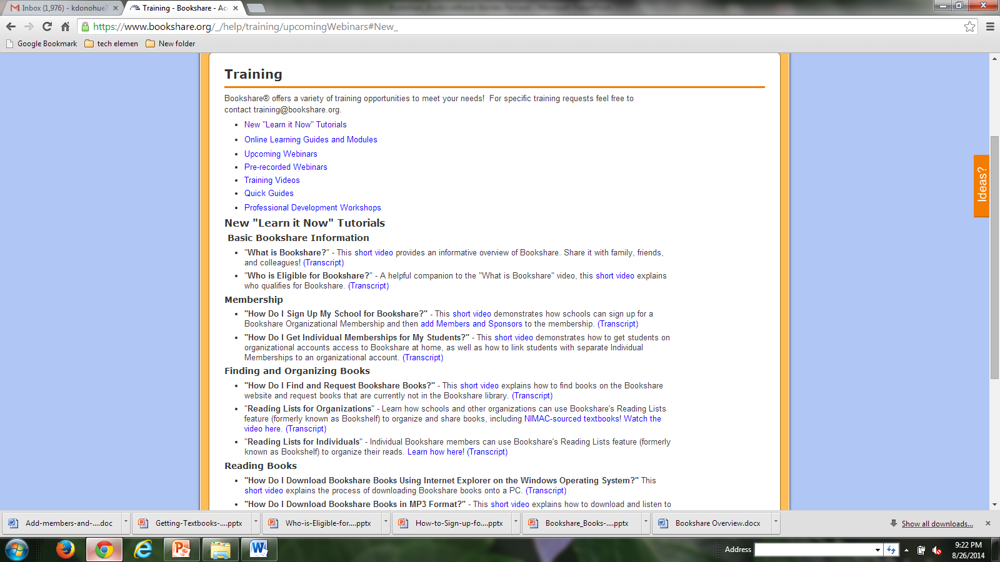 Inbox (1,976) - kdonohue7
Training - Bookshare - Acc
https://www.bookshare.org/_/help/training/upcomingWebinars#New_
Google Bookmark
tech elemen
New folder
Training
Bookshare® offers a variety of training opportunities to meet your needs!  For specific training requests feel free to
contact training@bookshare.org.
• New "Learn it Now" Tutorials
• Online Learning Guides and Modules
• Upcoming Webinars
• Pre-recorded Webinars
• Training Videos
• Quick Guides
• Professional Development Workshops
Ideas?
New "Learn it Now" Tutorials
Basic Bookshare Information
• "What is Bookshare?" - This short video provides an informative overview of Bookshare. Share it with family, friends,
and colleagues! (Transcript)
• "Who is Eligible for Bookshare?" - A helpful companion to the "What is Bookshare" video, this short video explains
who qualifies for Bookshare. (Transcript)
Membership
• "How Do I Sign Up My School for Bookshare?" - This short video demonstrates how schools can sign up for a
Bookshare Organizational Membership and then add Members and Sponsors to the membership. (Transcript)
• "How Do I Get Individual Memberships for My Students?" - This short video demonstrates how to get students on
organizational accounts access to Bookshare at home, as well as how to link students with separate Individual
Memberships to an organizational account. (Transcript)
Finding and Organizing Books
• "How Do I Find and Request Bookshare Books?" - This short video explains how to find books on the Bookshare
website and request books that are currently not in the Bookshare library. (Transcript)
• "Reading Lists for Organizations" - Learn how schools and other organizations can use Bookshare's Reading Lists
feature (formerly known as Bookshelf) to organize and share books, including NIMAC-sourced textbooks! Watch the
video here. (Transcript)
• "Reading Lists for Individuals" - Individual Bookshare members can use Bookshare's Reading Lists feature (formerly
known as Bookshelf) to organize their reads. Learn how here! (Transcript)
Reading Books
• "How Do I Download Bookshare Books Using Internet Explorer on the Windows Operating System?" This
short video explains the process of downloading Bookshare books onto a PC. (Transcript)
• "How Do I Download Bookshare Books in MP3 Format?" - This short video explains how to download and listen to
Add-members-and-....doc
Getting-Textbooks-....pptx
Who-is-Eligible-for....pptx
How-to-Sign-up-fo....pptx
Bookshare_Books-....pptx
Bookshare Overview.docx
Show all downloads...
Address
9:22 PM
8/26/2014